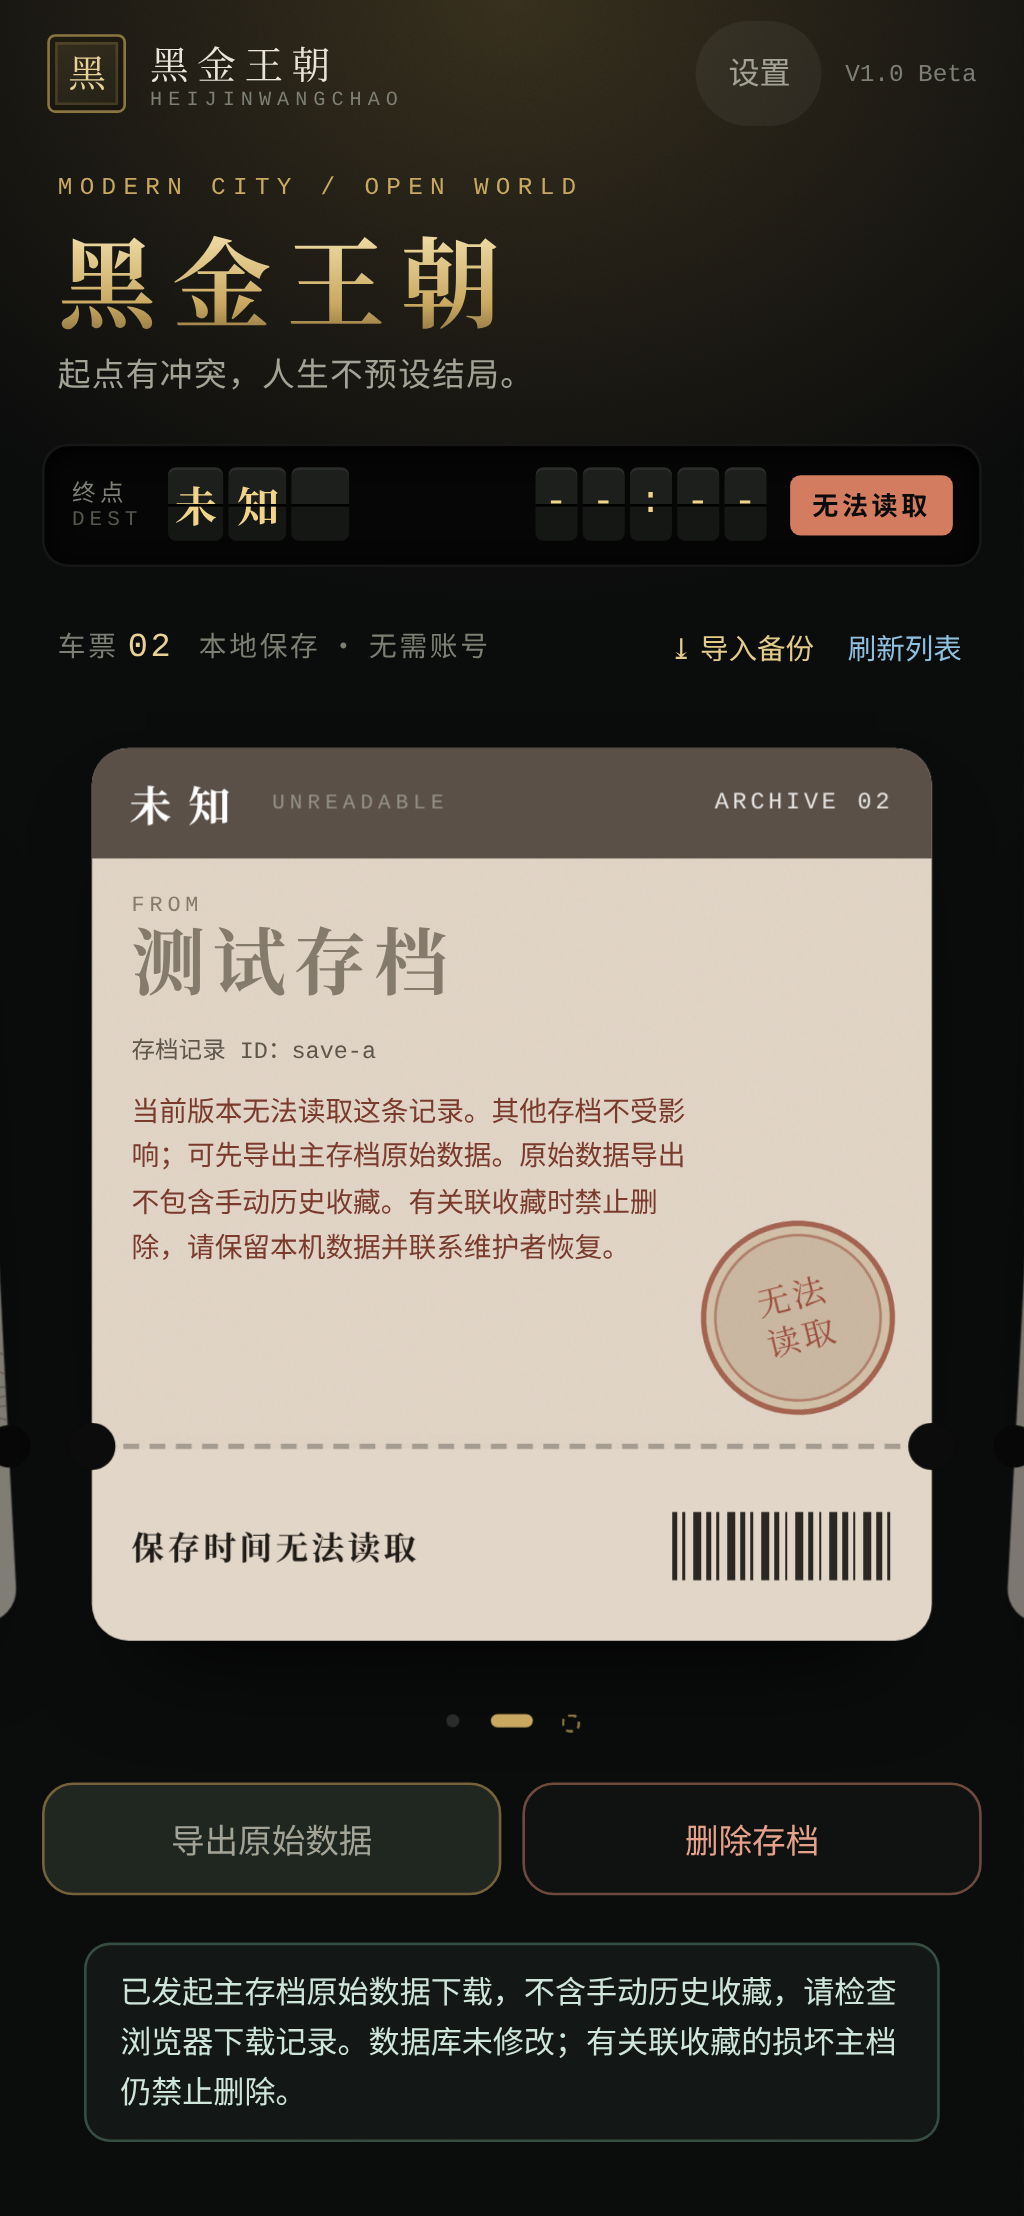 黑
黑金王朝
HEIJINWANGCHAO
设置
V1.0 Beta
MODERN CITY / OPEN WORLD
黑金王朝
起点有冲突，人生不预设结局。
终点
DEST
未知
--:--
无法读取
车票 02 本地保存 · 无需账号
⤓ 导入备份
刷新列表
未知 UNREADABLE
ARCHIVE 02
FROM
测试存档
存档记录 ID：save-a
当前版本无法读取这条记录。其他存档不受影
响；可先导出主存档原始数据。原始数据导出
不包含手动历史收藏。有关联收藏时禁止删
除，请保留本机数据并联系维护者恢复。
无法
读取
保存时间无法读取
导出原始数据
删除存档
已发起主存档原始数据下载，不含手动历史收藏，请检查
浏览器下载记录。数据库未修改；有关联收藏的损坏主档
仍禁止删除。